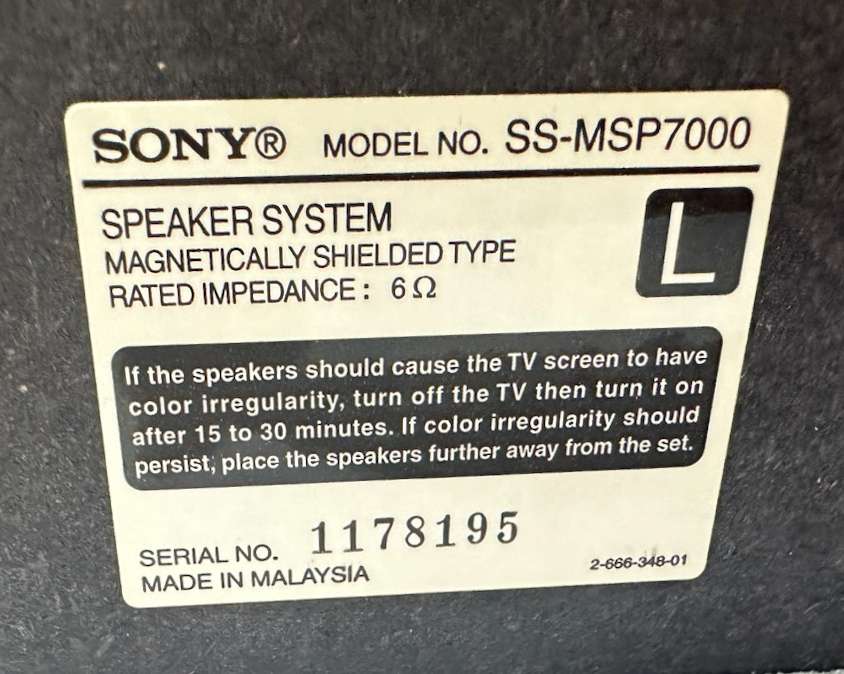 SONY® MODEL NO. SS-MSP7000
SPEAKER SYSTEM
MAGNETICALLY SHIELDED TYPE
RATED IMPEDANCE : 6Ω
L
If the speakers should cause the TV screen to have
color irregularity, turn off the TV then turn it on
after 15 to 30 minutes. If color irregularity should
persist, place the speakers further away from the set.
SERIAL NO. 1178195
MADE IN MALAYSIA
2-666-348-01